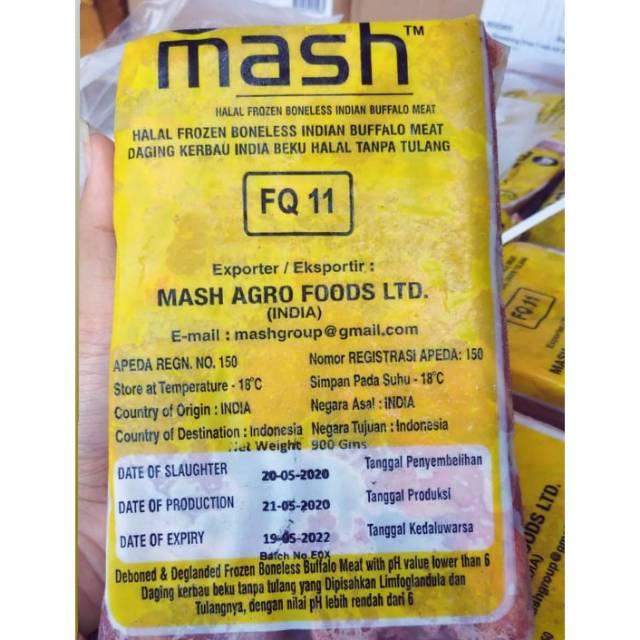 mash™
HALAL FROZEN BONELESS INDIAN BUFFALO MEAT
HALAL FROZEN BONELESS INDIAN BUFFALO MEAT
DAGING KERBAU INDIA BEKU HALAL TANPA TULANG
FQ 11
Exporter / Eksportir :
MASH AGRO FOODS LTD.
(INDIA)
E-mail : mashgroup@gmail.com
APEDA REGN. NO. 150 Nomor REGISTRASI APEDA: 150
Store at Temperature - 18°C Simpan Pada Suhu - 18°C
Country of Origin : INDIA Negara Asal : INDIA
Country of Destination : Indonesia Negara Tujuan : Indonesia
Net Weight 900 Gms
DATE OF SLAUGHTER 20-05-2020 Tanggal Penyembelihan
DATE OF PRODUCTION 21-05-2020 Tanggal Produksi
DATE OF EXPIRY 19-05-2022 Tanggal Kedaluwarsa
Batch No EOX
Deboned & Deglanded Frozen Boneless Buffalo Meat with pH value lower than 6
Daging kerbau beku tanpa tulang yang Dipisahkan Limfoglandula dan
Tulangnya, dengan nilai pH lebih rendah dari 6
FQ 11